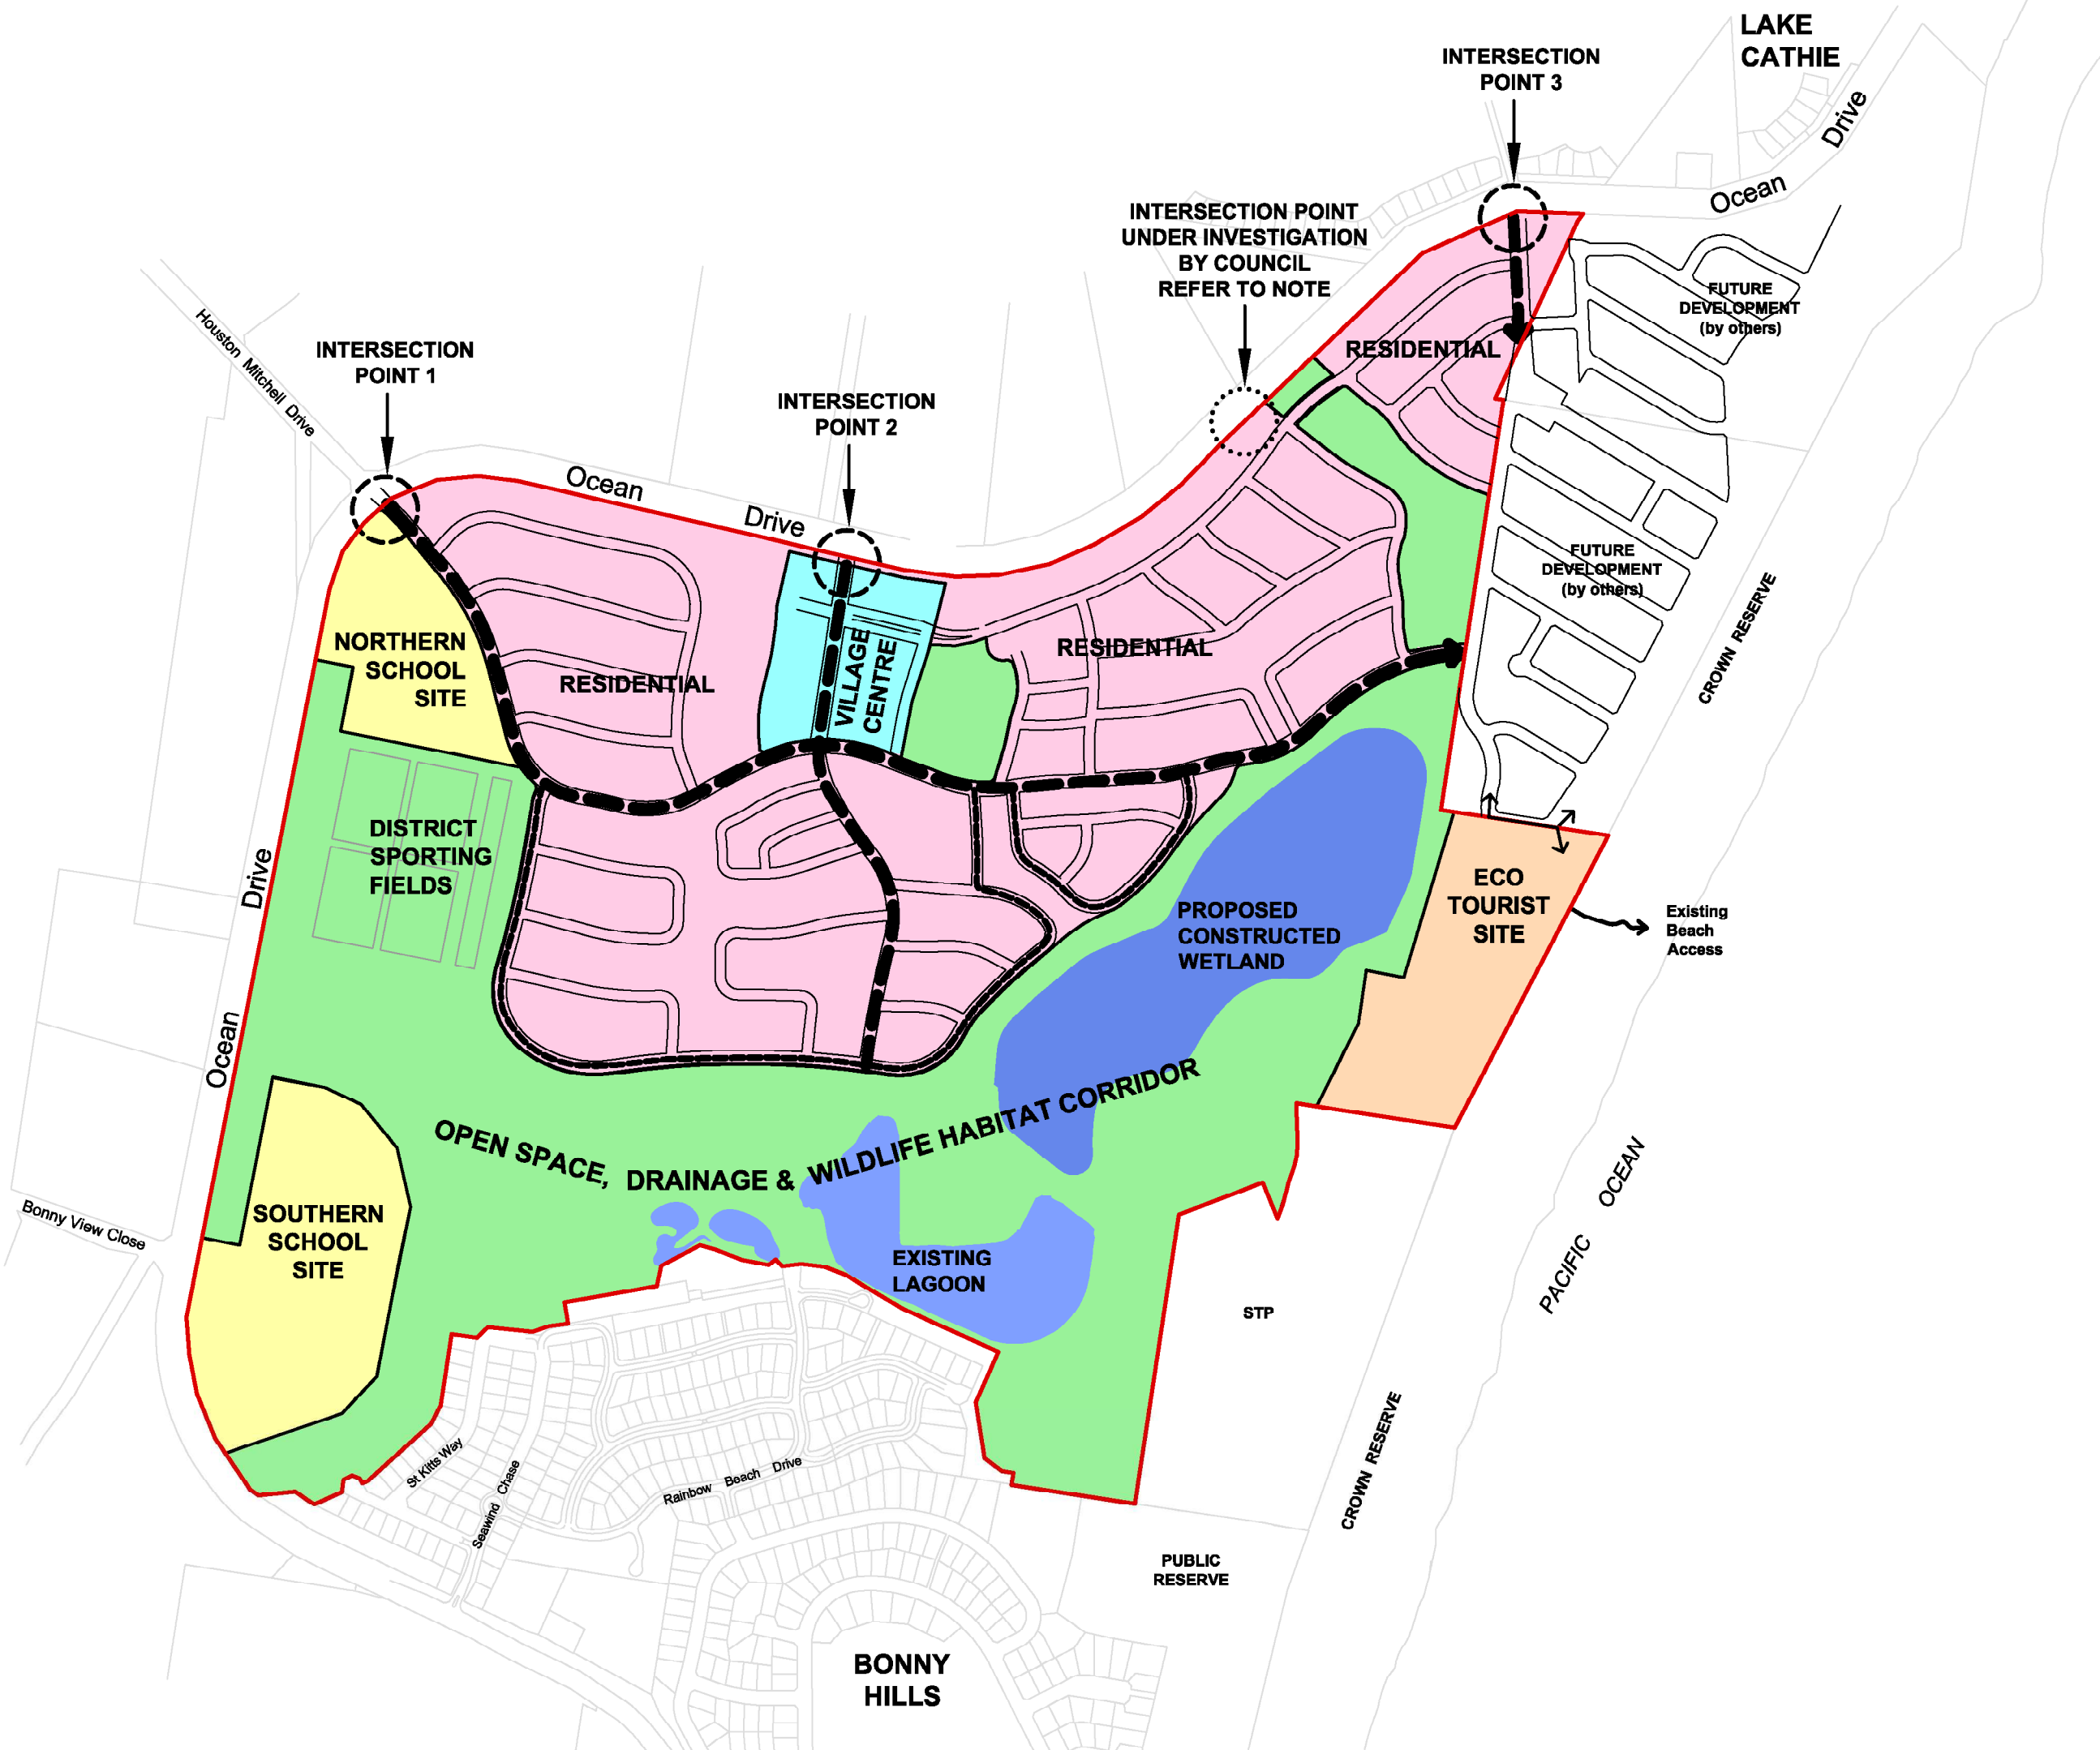 LAKE
CATHIE
INTERSECTION
POINT 3
Drive
Ocean
INTERSECTION POINT
UNDER INVESTIGATION
BY COUNCIL
REFER TO NOTE
FUTURE
DEVELOPMENT
(by others)
Houston Mitchell Drive
INTERSECTION
POINT 1
INTERSECTION
POINT 2
RESIDENTIAL
Ocean
Drive
FUTURE
DEVELOPMENT
(by others)
CROWN RESERVE
NORTHERN
SCHOOL
SITE
RESIDENTIAL
VILLAGE
CENTRE
RESIDENTIAL
DISTRICT
SPORTING
FIELDS
Drive
Ocean
PROPOSED
CONSTRUCTED
WETLAND
ECO
TOURIST
SITE
Existing
Beach
Access
OPEN SPACE, DRAINAGE & WILDLIFE HABITAT CORRIDOR
Bonny View Close
SOUTHERN
SCHOOL
SITE
EXISTING
LAGOON
STP
PACIFIC OCEAN
CROWN RESERVE
St Kitts Way
Seawind Chase
Rainbow Beach Drive
PUBLIC
RESERVE
BONNY
HILLS